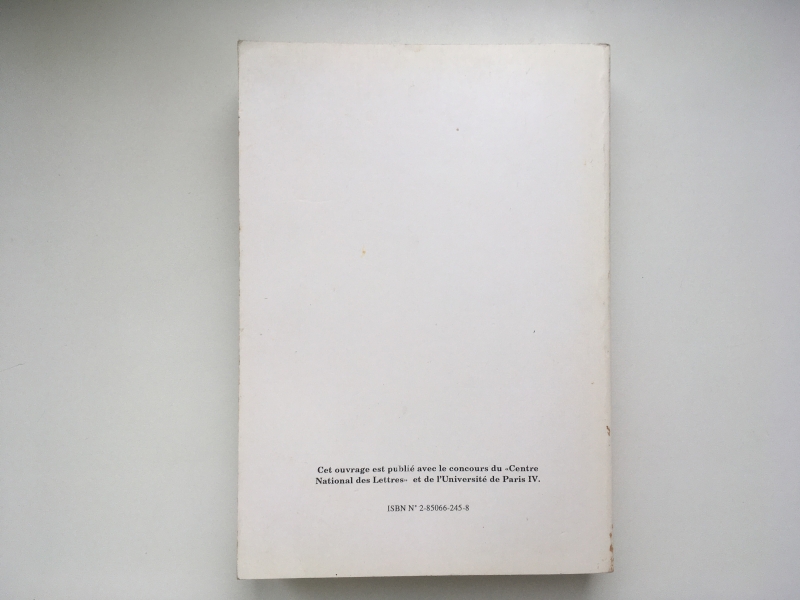 Cet ouvrage est publié avec le concours du «Centre
National des Lettres» et de l'Université de Paris IV.
ISBN N° 2-85066-245-8